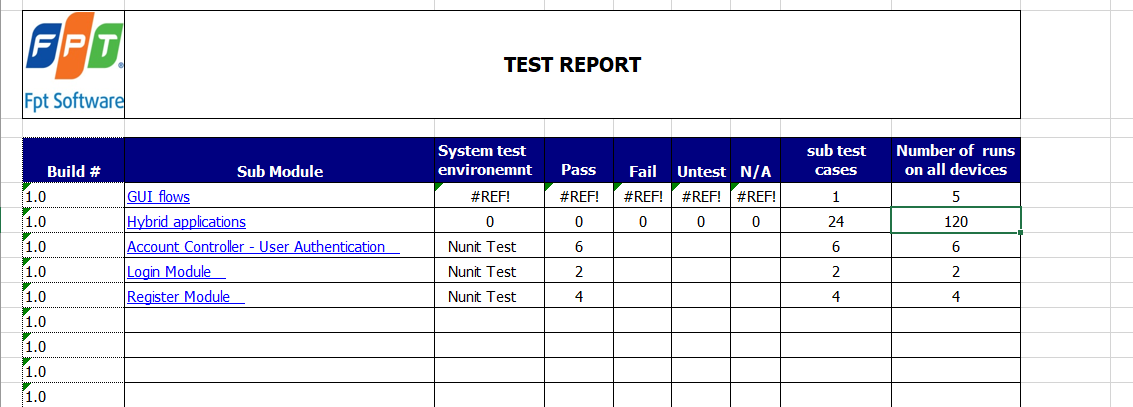 FPT
Fpt Software
TEST REPORT
Build # Sub Module System test environemnt Pass Fail Untest N/A sub test cases Number of runs on all devices
1.0 GUI flows #REF! #REF! #REF! #REF! #REF! 1 5
1.0 Hybrid applications 0 0 0 0 0 24 120
1.0 Account Controller - User Authentication Nunit Test 6 6 6
1.0 Login Module Nunit Test 2 2 2
1.0 Register Module Nunit Test 4 4 4
1.0
1.0
1.0
1.0